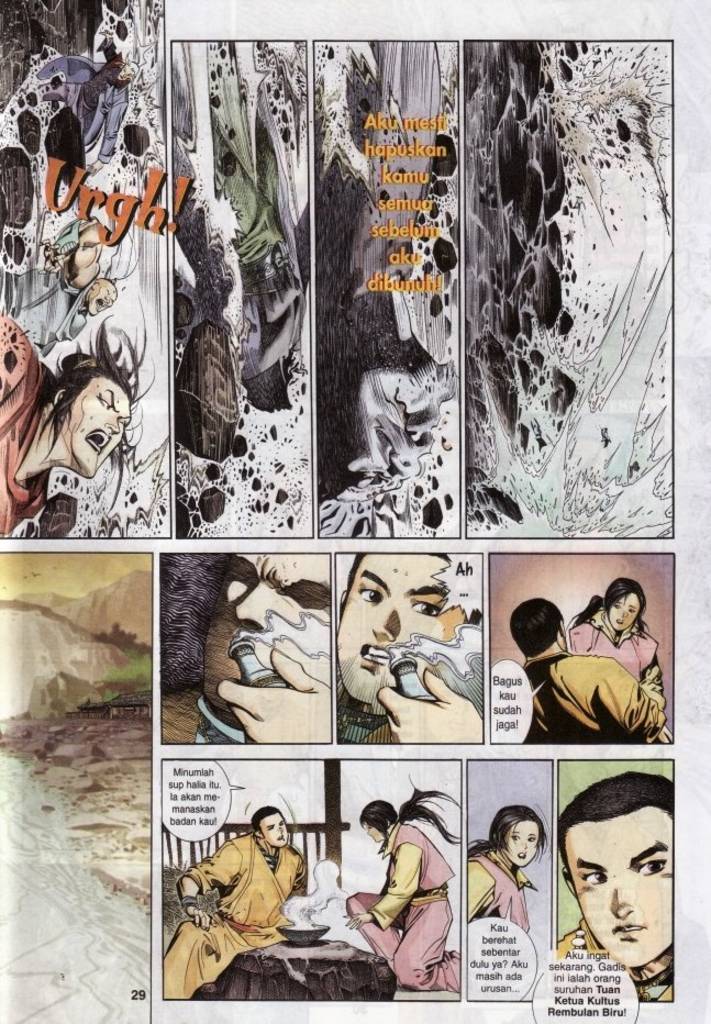 Urgh!
Aku mesti
hapuskan
kamu
semua
sebelum
aku
dibunuh!
Ah
...
Bagus
kau
sudah
jaga!
Minumlah
sup halia itu.
Ia akan me-
manaskan
badan kau!
Kau
berehat
sebentar
dulu ya? Aku
masih ada
urusan...
Aku ingat
sekarang. Gadis
ini ialah orang
suruhan Tuan
Ketua Kultus
Rembulan Biru!
29